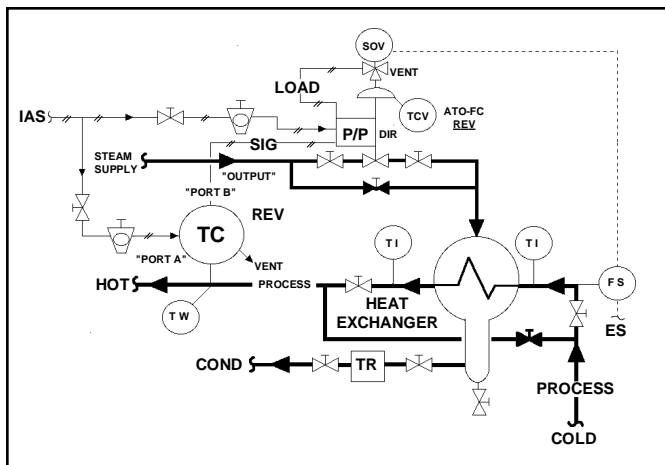 SOV
VENT
LOAD
TCV
ATO-FC
REV
IAS
P/P
DIR
SIG
STEAM
SUPPLY
"OUTPUT"
"PORT B"
REV
TC
"PORT A"
VENT
TI
TI
FS
HOT
PROCESS
HEAT
EXCHANGER
TW
ES
COND
TR
PROCESS
COLD